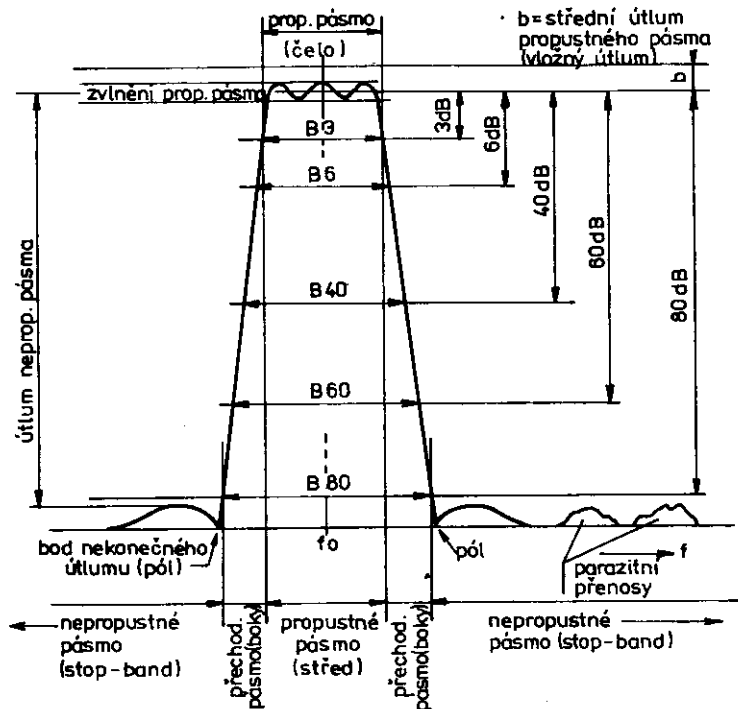 prop. pásmo
(čelo)
b=střední útlum
propustného pásma
(vložný útlum)
b
zvlnění prop. pásma
3dB
6dB
40dB
60dB
80dB
B3
B6
B40
B60
B80
útlum neprop. pásma
fo
bod nekonečného
útlumu (pól)
pól
f
parazitní
přenosy
nepropustné
pásmo
(stop-band)
přechod.
pásmo(boky)
propustné
pásmo
(střed)
přechod.
pásmo(boky)
nepropustné
pásmo (stop-band)